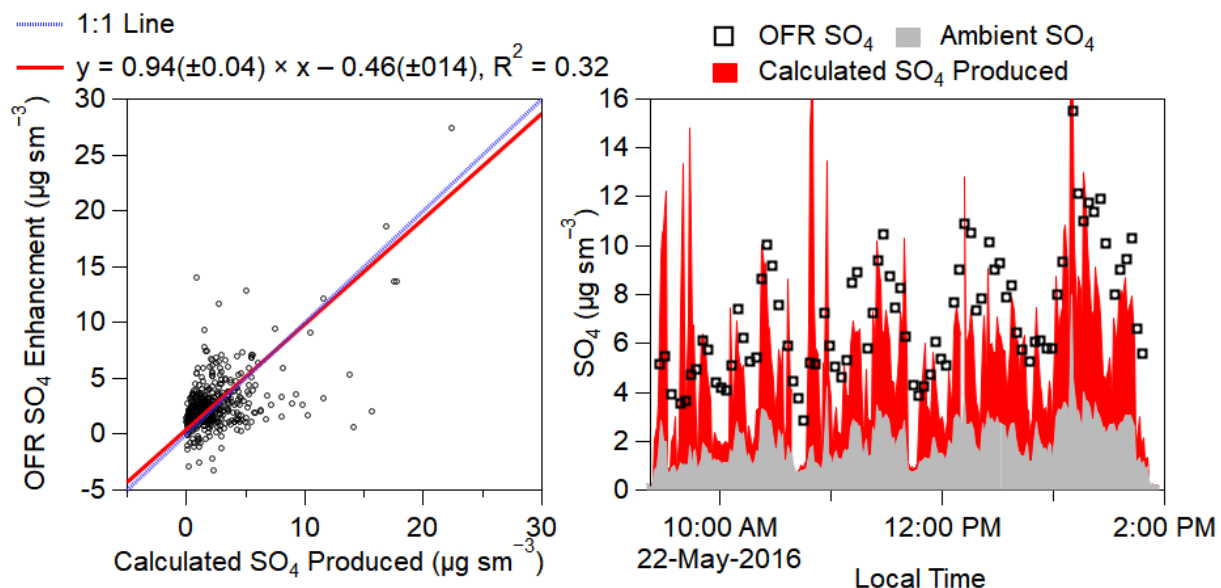 1:1 Line
y = 0.94(±0.04) × x – 0.46(±014), R² = 0.32
30
25
20
15
10
5
0
-5
OFR SO₄ Enhancment (µg sm⁻³)
0 10 20 30
Calculated SO₄ Produced (µg sm⁻³)
OFR SO₄ Ambient SO₄
Calculated SO₄ Produced
16
14
12
10
8
6
4
2
0
SO₄ (µg sm⁻³)
10:00 AM 12:00 PM 2:00 PM
22-May-2016
Local Time